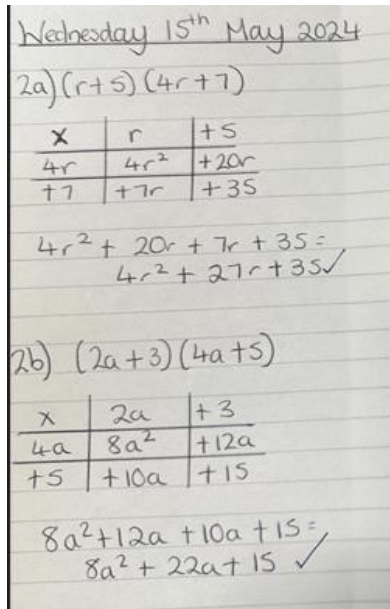 Wednesday 15th May 2024
2a) (r+5) (4r+7)
x r +5
4r 4r² +20r
+7 +7r +35
4r² + 20r + 7r + 35 =
4r² + 27r + 35 ✓
2b) (2a+3) (4a+5)
x 2a +3
4a 8a² +12a
+5 +10a +15
8a² + 12a + 10a + 15 =
8a² + 22a + 15 ✓